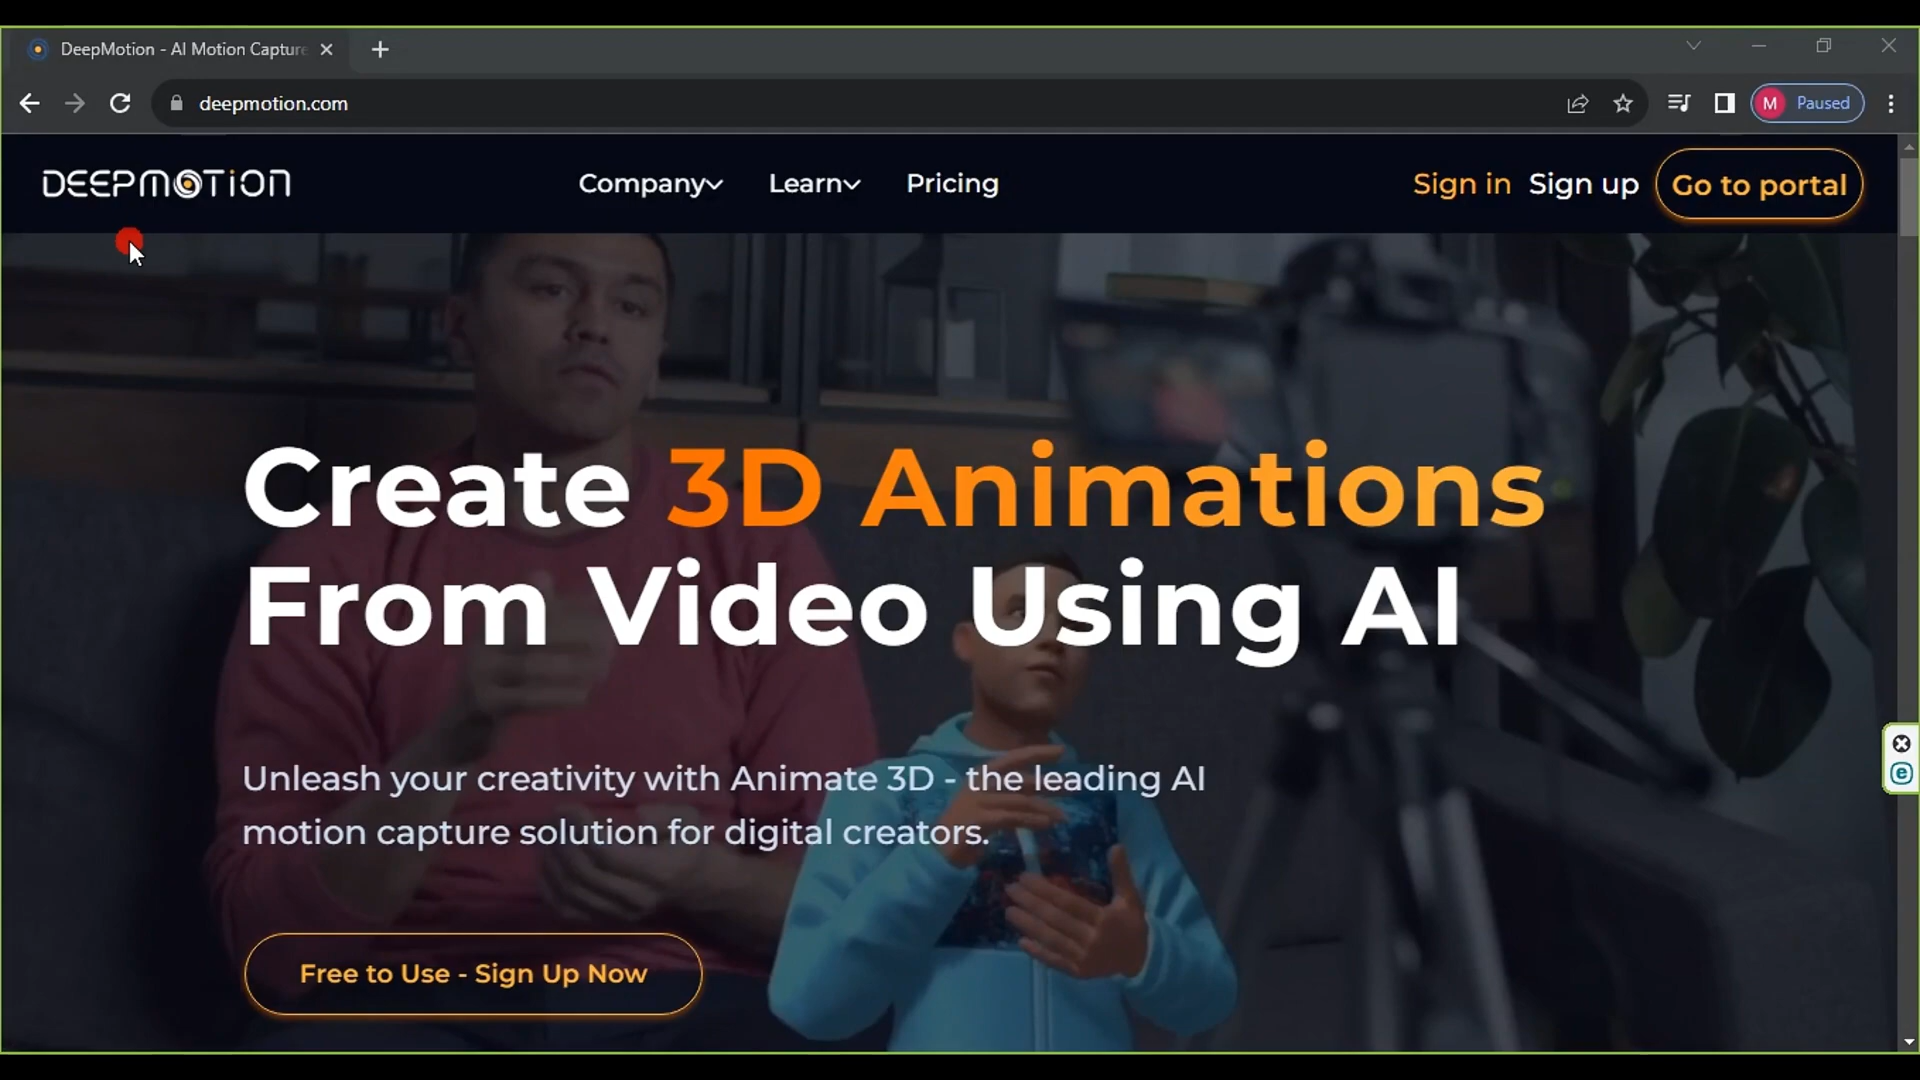 DeepMotion - AI Motion Capture
deepmotion.com
M Paused
DEEPMOTION Company Learn Pricing Sign in Sign up Go to portal
Create 3D Animations
From Video Using AI
Unleash your creativity with Animate 3D - the leading AI
motion capture solution for digital creators.
Free to Use - Sign Up Now